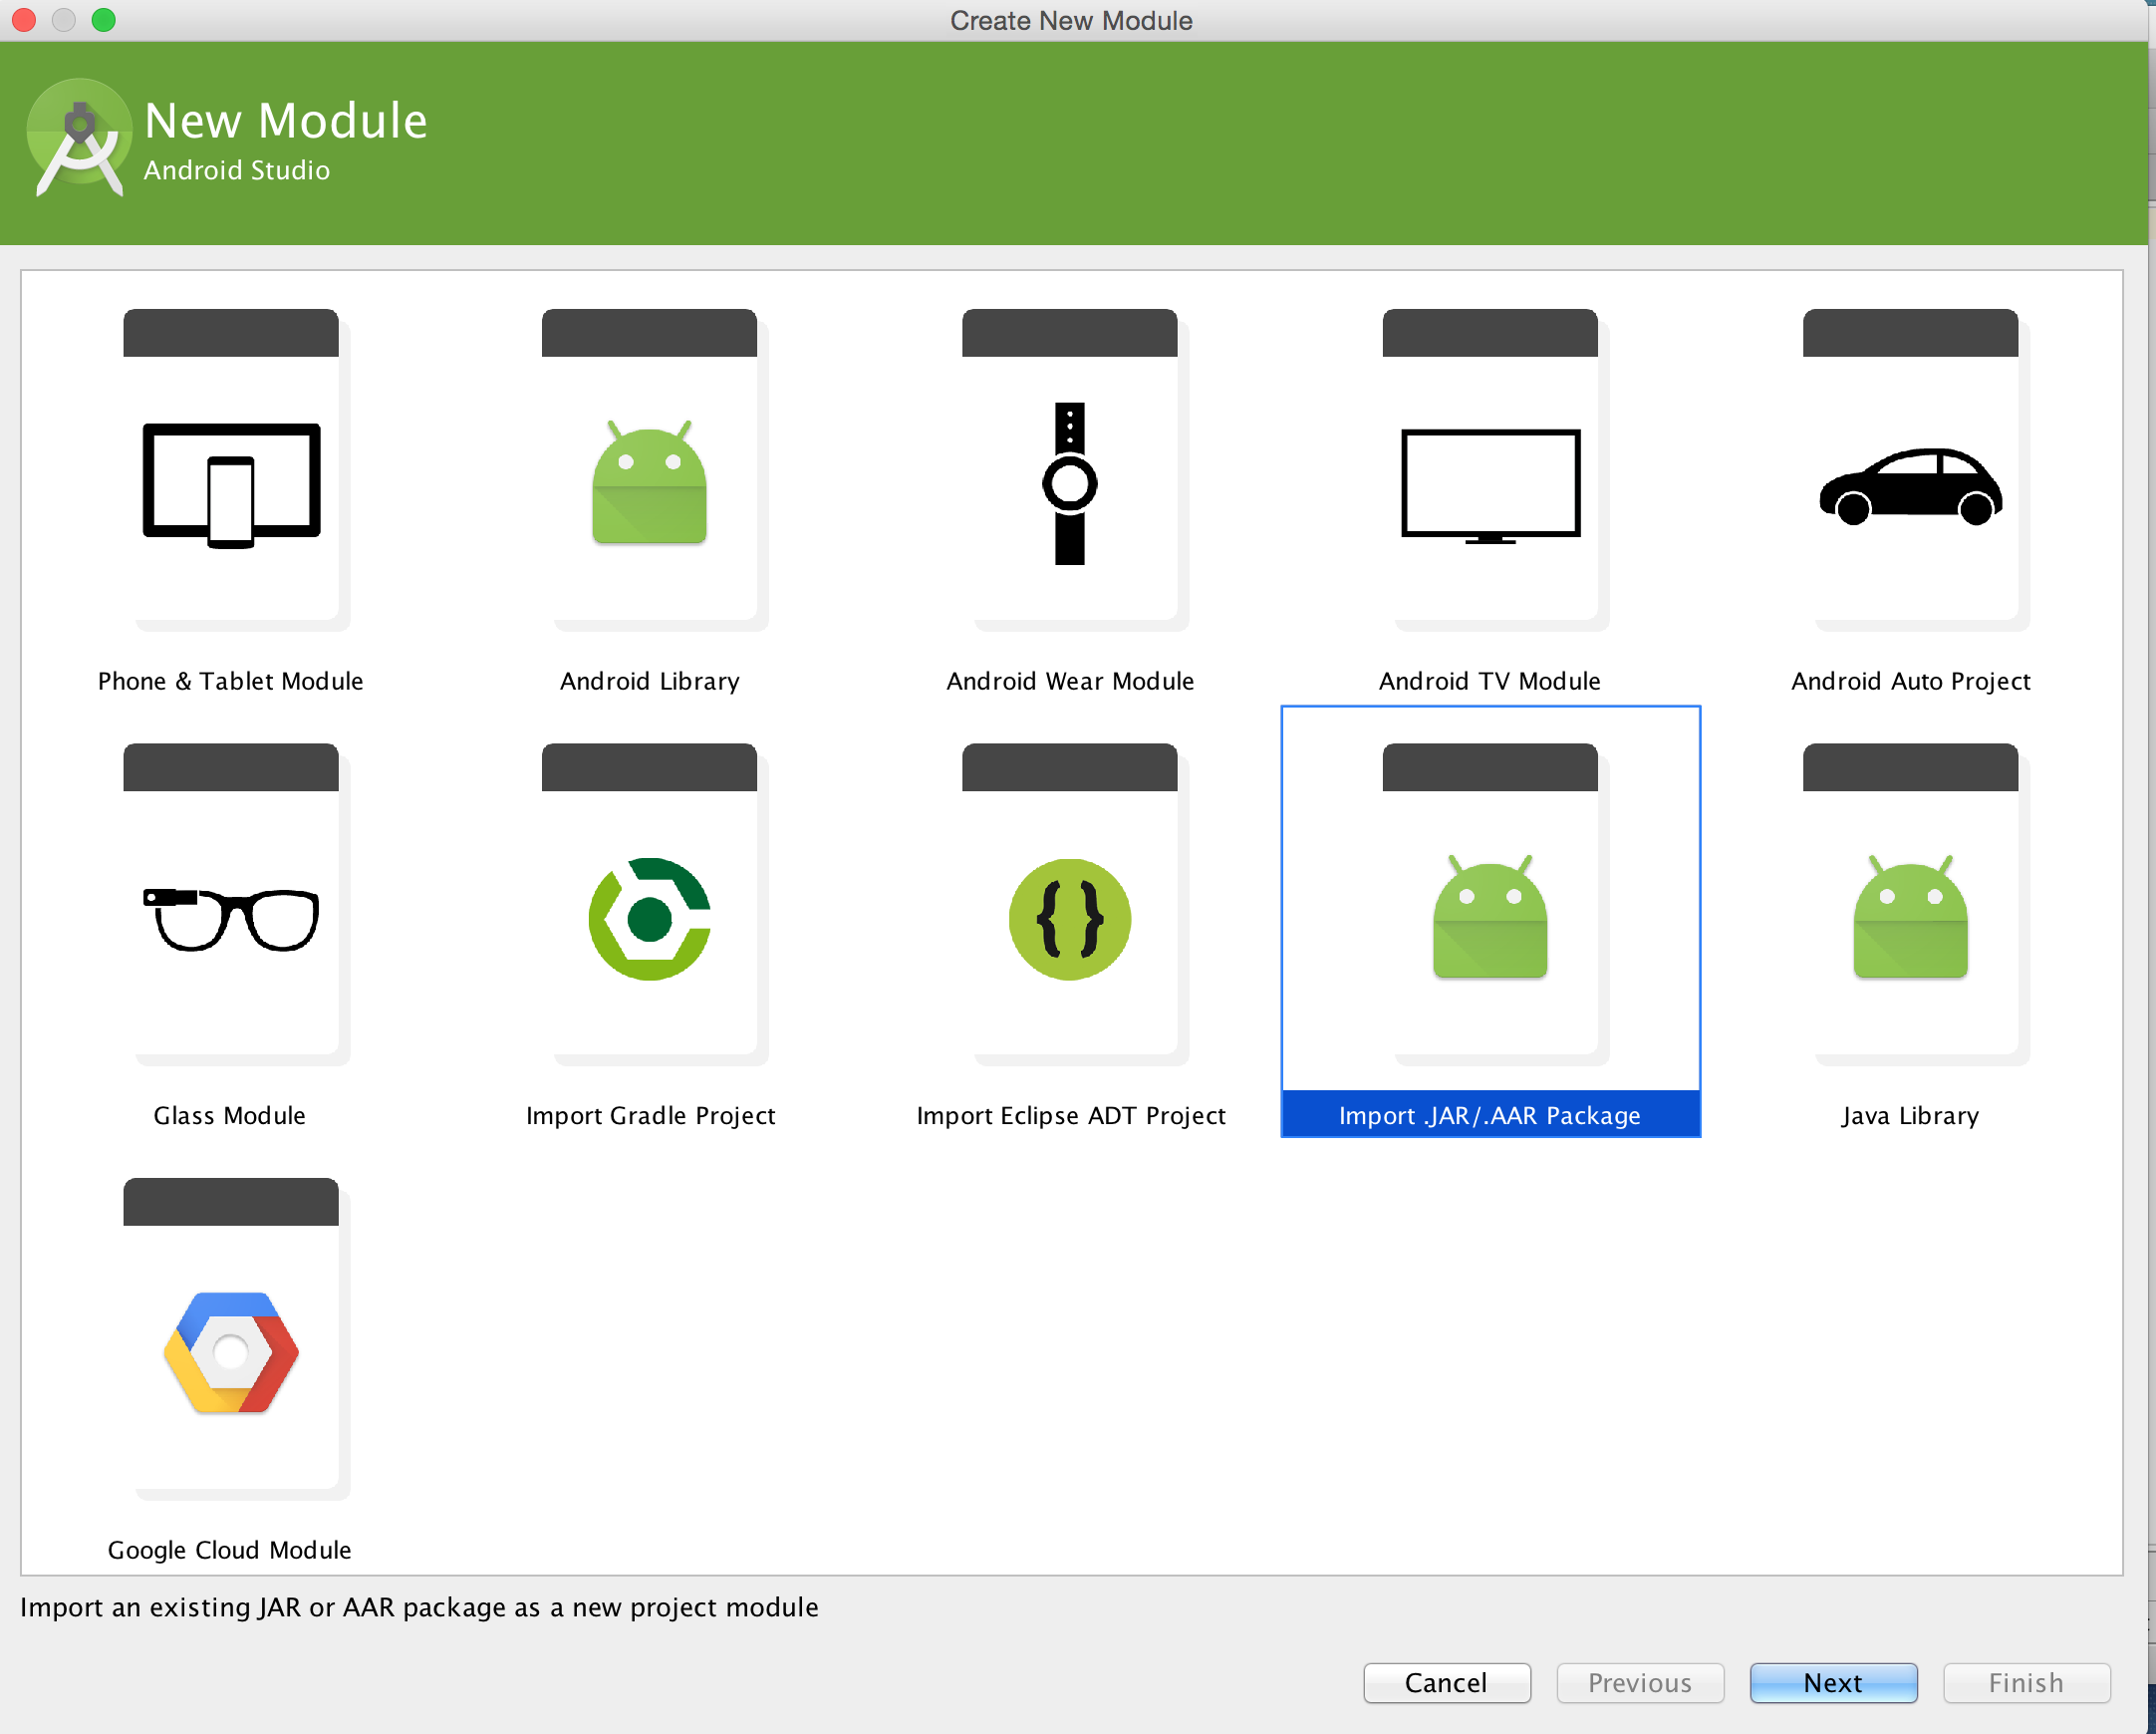 Create New Module
New Module
Android Studio
Phone & Tablet Module
Android Library
Android Wear Module
Android TV Module
Android Auto Project
Glass Module
Import Gradle Project
Import Eclipse ADT Project
Import .JAR/.AAR Package
Java Library
Google Cloud Module
Import an existing JAR or AAR package as a new project module
Cancel
Previous
Next
Finish